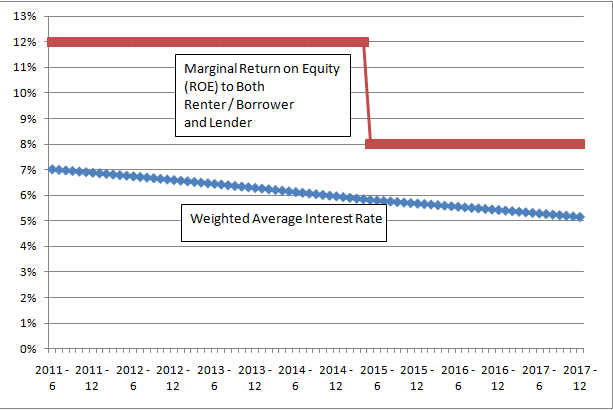 13%
12%
11%
10%
9%
8%
7%
6%
5%
4%
3%
2%
1%
0%
Marginal Return on Equity
(ROE) to Both
Renter / Borrower
and Lender
Weighted Average Interest Rate
2011 - 2011 - 2012 - 2012 - 2013 - 2013 - 2014 - 2014 - 2015 - 2015 - 2016 - 2016 - 2017 - 2017 -
6 12 6 12 6 12 6 12 6 12 6 12 6 12